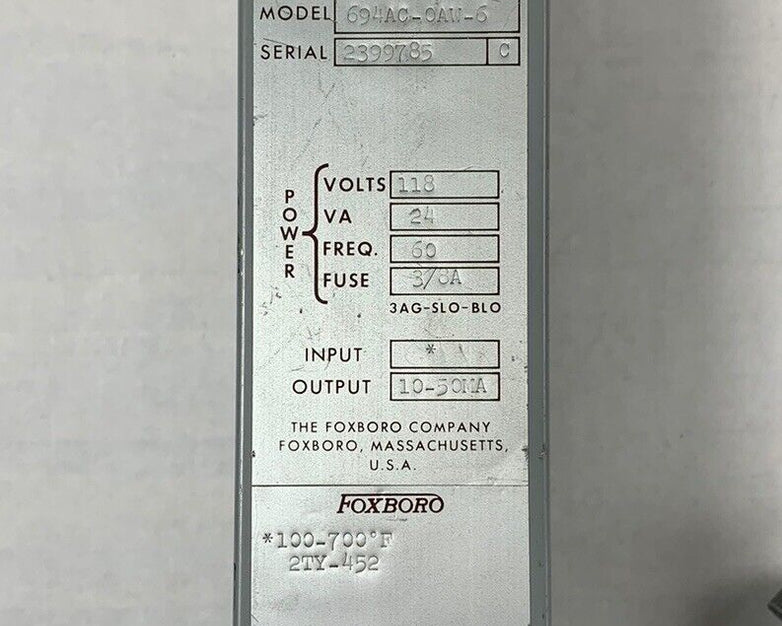 MODEL 694AC-OAW-6
SERIAL 2399785 C
POWER
VOLTS 118
VA 24
FREQ. 60
FUSE 3/8A
3AG-SLO-BLO
INPUT *
OUTPUT 10-50MA
THE FOXBORO COMPANY
FOXBORO, MASSACHUSETTS,
U.S.A.
FOXBORO
*100-700°F
2TY-452